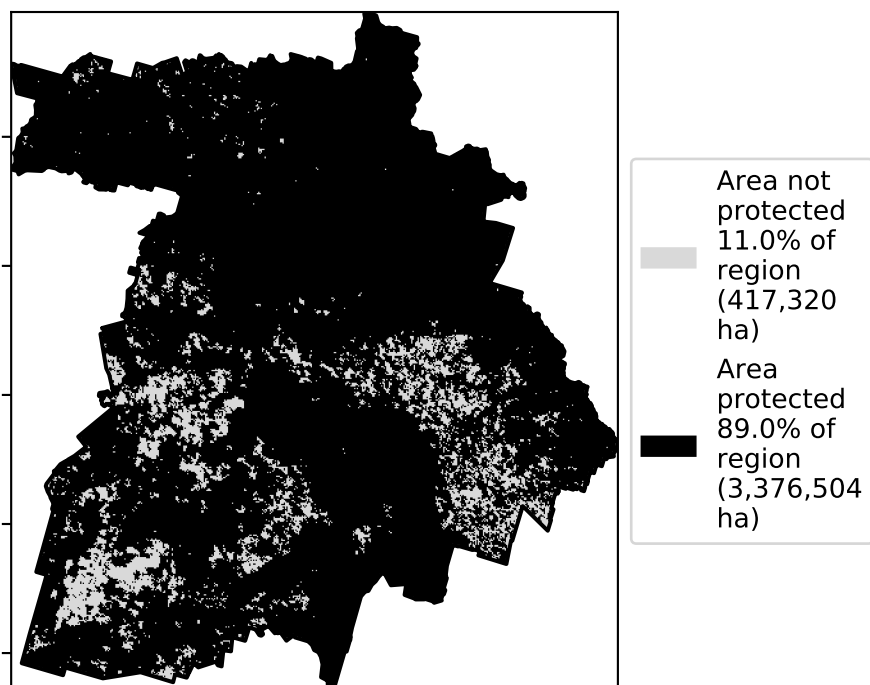 Area not
protected
11.0% of
region
(417,320
ha)
Area
protected
89.0% of
region
(3,376,504
ha)